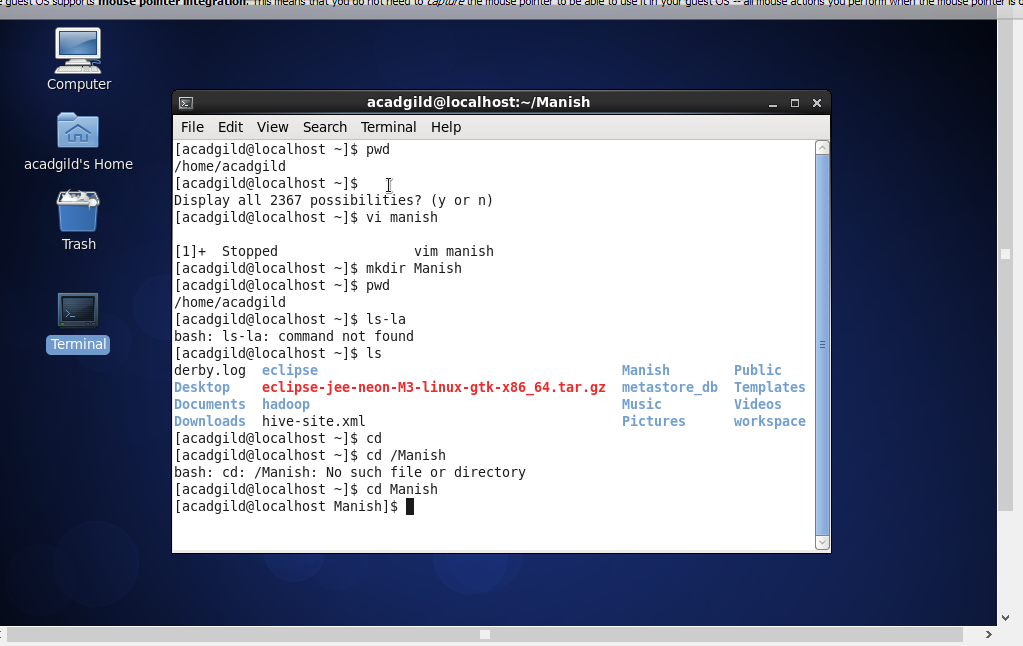 guest OS supports mouse pointer integration. This means that you do not need to capture the mouse pointer to be able to use it in your guest OS -- all mouse actions you perform when the mouse pointer is
Computer
acadgild's Home
Trash
Terminal
acadgild@localhost:~/Manish
File Edit View Search Terminal Help
[acadgild@localhost ~]$ pwd
/home/acadgild
[acadgild@localhost ~]$
Display all 2367 possibilities? (y or n)
[acadgild@localhost ~]$ vi manish
[1]+  Stopped                 vim manish
[acadgild@localhost ~]$ mkdir Manish
[acadgild@localhost ~]$ pwd
/home/acadgild
[acadgild@localhost ~]$ ls-la
bash: ls-la: command not found
[acadgild@localhost ~]$ ls
derby.log  eclipse                                      Manish        Public
Desktop    eclipse-jee-neon-M3-linux-gtk-x86_64.tar.gz  metastore_db  Templates
Documents  hadoop                                       Music         Videos
Downloads  hive-site.xml                                Pictures      workspace
[acadgild@localhost ~]$ cd
[acadgild@localhost ~]$ cd /Manish
bash: cd: /Manish: No such file or directory
[acadgild@localhost ~]$ cd Manish
[acadgild@localhost Manish]$